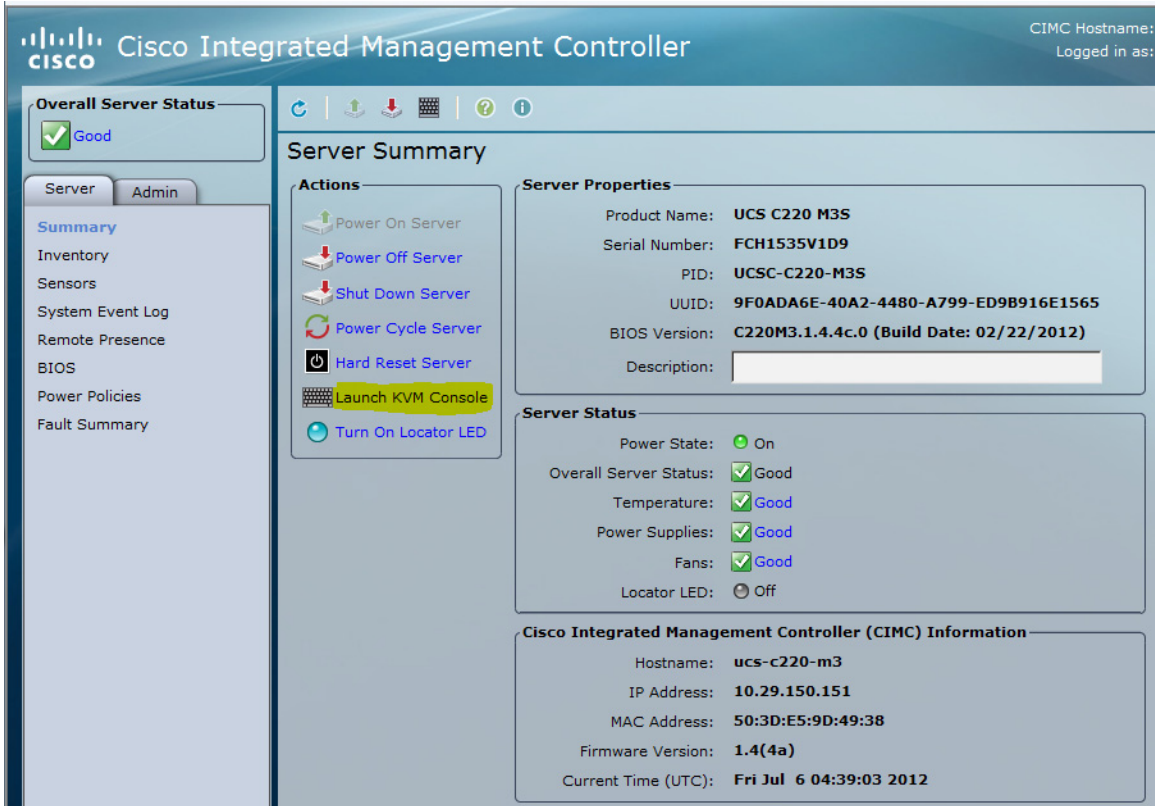 CISCO Cisco Integrated Management Controller
CIMC Hostname:
Logged in as:
Overall Server Status
Good
Server Admin
Summary
Inventory
Sensors
System Event Log
Remote Presence
BIOS
Power Policies
Fault Summary
Server Summary
Actions
Power On Server
Power Off Server
Shut Down Server
Power Cycle Server
Hard Reset Server
Launch KVM Console
Turn On Locator LED
Server Properties
Product Name: UCS C220 M3S
Serial Number: FCH1535V1D9
PID: UCSC-C220-M3S
UUID: 9F0ADA6E-40A2-4480-A799-ED9B916E1565
BIOS Version: C220M3.1.4.4c.0 (Build Date: 02/22/2012)
Description:
Server Status
Power State: On
Overall Server Status: Good
Temperature: Good
Power Supplies: Good
Fans: Good
Locator LED: Off
Cisco Integrated Management Controller (CIMC) Information
Hostname: ucs-c220-m3
IP Address: 10.29.150.151
MAC Address: 50:3D:E5:9D:49:38
Firmware Version: 1.4(4a)
Current Time (UTC): Fri Jul 6 04:39:03 2012